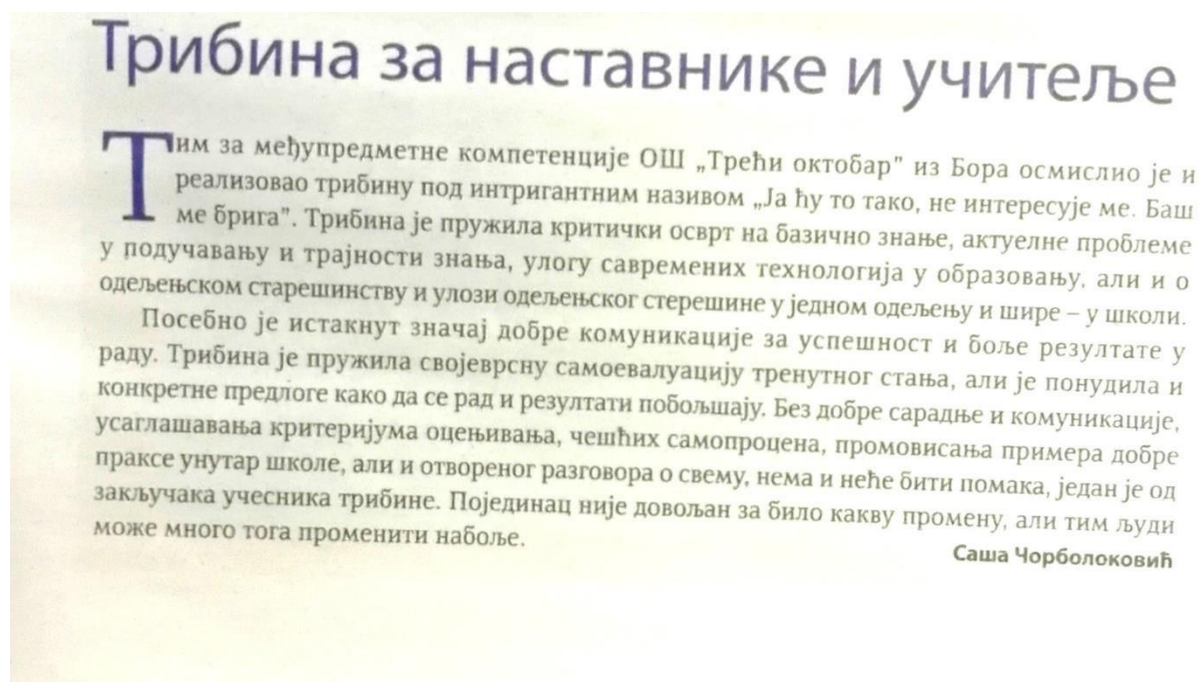 Трибина за наставнике и учитеље
Тим за међупредметне компетенције ОШ „Трећи октобар” из Бора осмислио је и
реализовао трибину под интригантним називом „Ја ћу то тако, не интересује ме. Баш
ме брига”. Трибина је пружила критички осврт на базично знање, актуелне проблеме
у подучавању и трајности знања, улогу савремених технологија у образовању, али и о
одељењском старешинству и улози одељењског стерешине у једном одељењу и шире – у школи.
Посебно је истакнут значај добре комуникације за успешност и боље резултате у
раду. Трибина је пружила својеврсну самоевалуацију тренутног стања, али је понудила и
конкретне предлоге како да се рад и резултати побољшају. Без добре сарадње и комуникације,
усаглашавања критеријума оцењивања, чешћих самопроцена, промовисања примера добре
праксе унутар школе, али и отвореног разговора о свему, нема и неће бити помака, један је од
закључака учесника трибине. Појединац није довољан за било какву промену, али тим људи
може много тога променити набоље.
Саша Чорболоковић